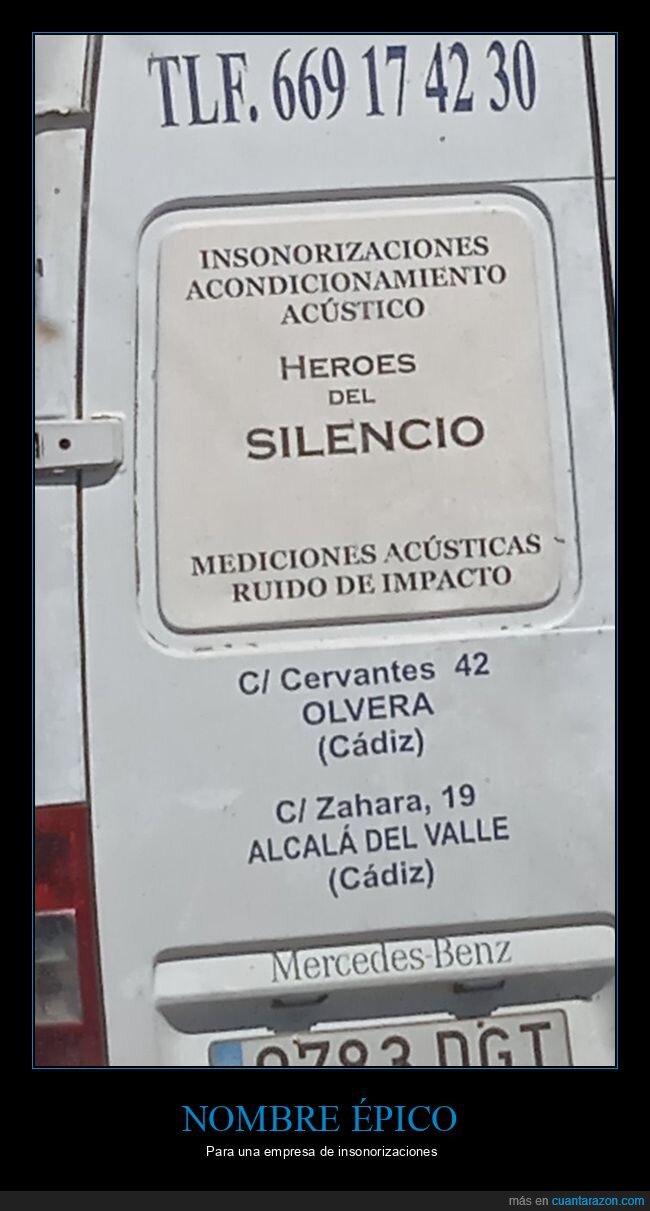 TLF. 669 17 42 30
INSONORIZACIONES
ACONDICIONAMIENTO
ACÚSTICO
HEROES
DEL
SILENCIO
MEDICIONES ACÚSTICAS
RUIDO DE IMPACTO
C/ Cervantes 42
OLVERA
(Cádiz)
C/ Zahara, 19
ALCALÁ DEL VALLE
(Cádiz)
Mercedes-Benz
9783 DGT
NOMBRE ÉPICO
Para una empresa de insonorizaciones
más en cuantarazon.com